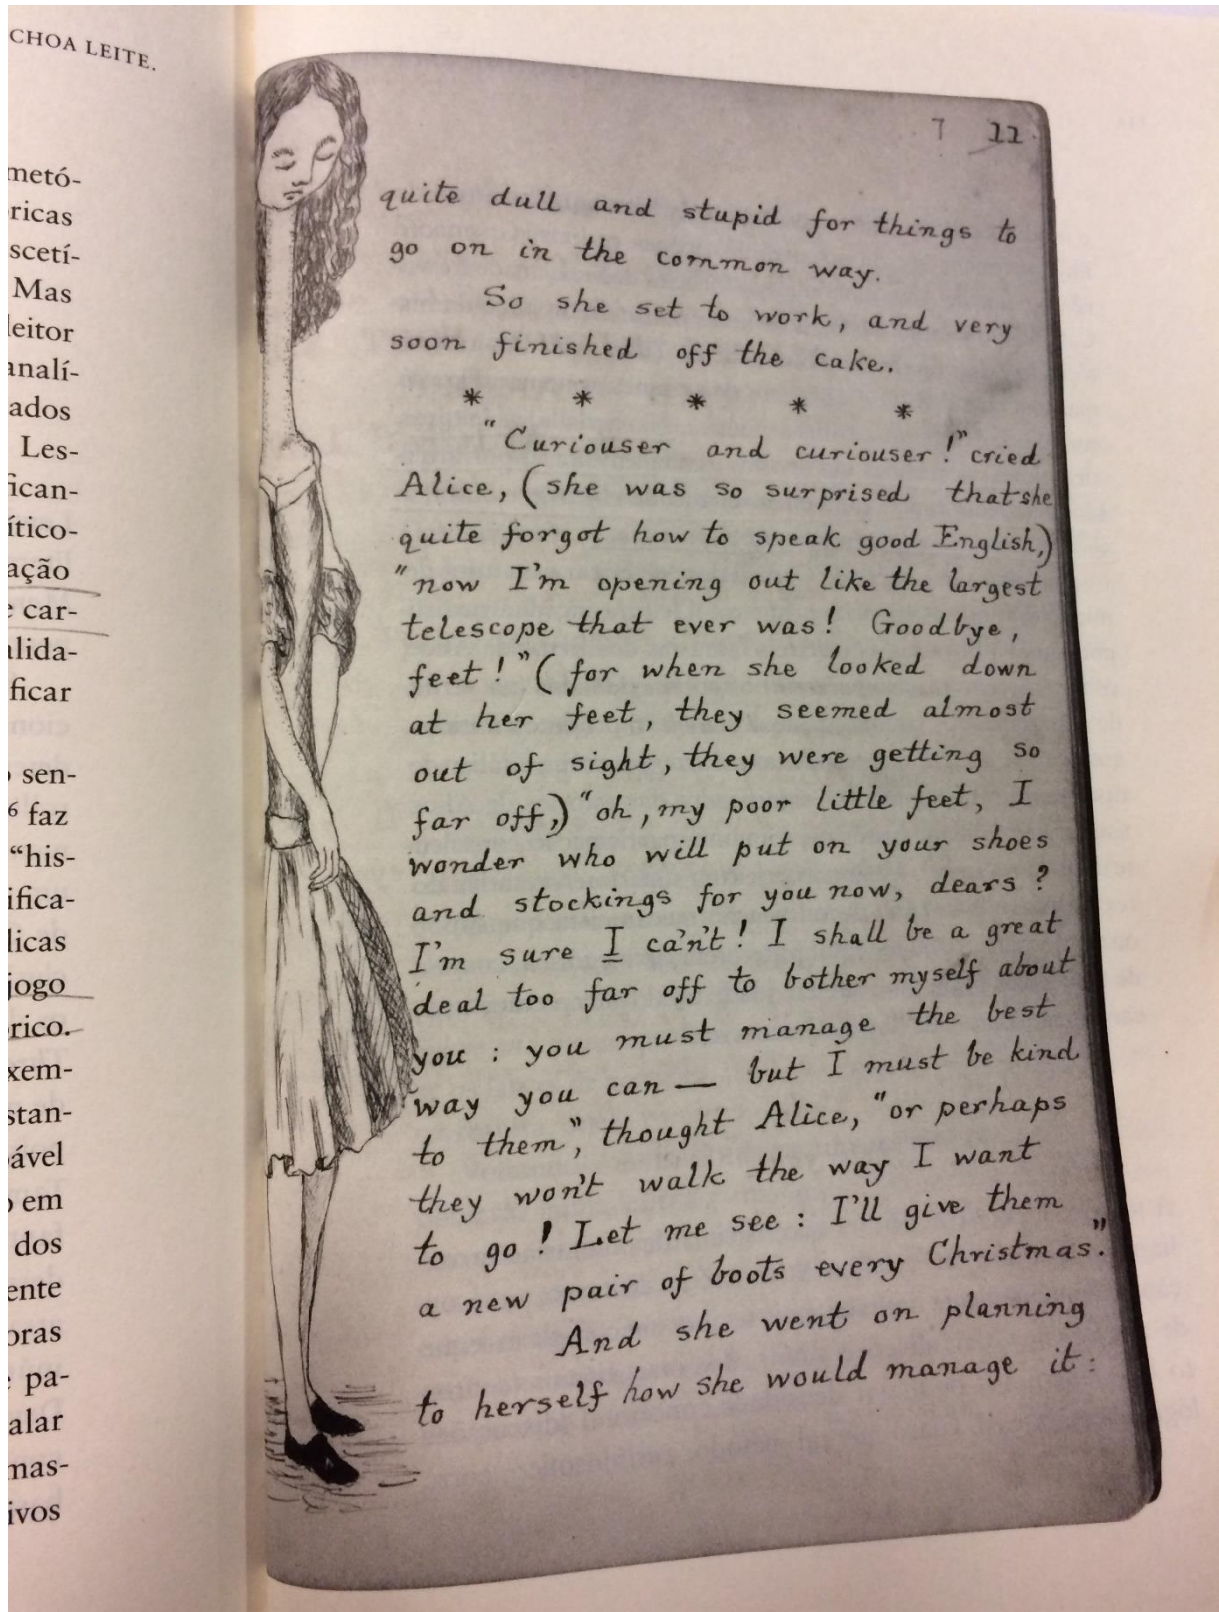 CHOA LEITE.
metó-
ricas
scetí-
Mas
leitor
analí-
ados
Les-
fican-
ítico-
ação
e car-
alida-
ficar
sen-
6 faz
“his-
ifica-
licas
jogo
rico.
xem-
stan-
ável
em
dos
ente
oras
pa-
alar
mas-
ivos
7 11
quite dull and stupid for things to
go on in the common way.
So she set to work, and very
soon finished off the cake.
* * * * *
"Curiouser and curiouser!" cried
Alice, (she was so surprised that she
quite forgot how to speak good English,)
"now I'm opening out like the largest
telescope that ever was! Goodbye,
feet!" (for when she looked down
at her feet, they seemed almost
out of sight, they were getting so
far off,) "oh, my poor little feet, I
wonder who will put on your shoes
and stockings for you now, dears?
I'm sure I ca'n't! I shall be a great
deal too far off to bother myself about
you: you must manage the best
way you can — but I must be kind
to them", thought Alice, "or perhaps
they won't walk the way I want
to go! Let me see: I'll give them
a new pair of boots every Christmas."
And she went on planning
to herself how she would manage it: